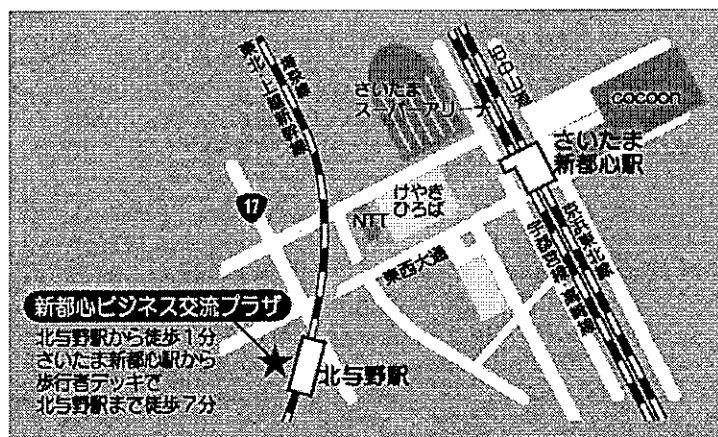 東北・上越新幹線
埼京線
さいたま
スーパーアリーナ
cocoon
さいたま
新都心駅
17
けやき
ひろば
NTT
東西大通
宇都宮線・高崎線
京浜東北線
新都心ビジネス交流プラザ
北与野駅から徒歩1分
さいたま新都心駅から
歩行者デッキで
北与野駅まで徒歩7分
北与野駅